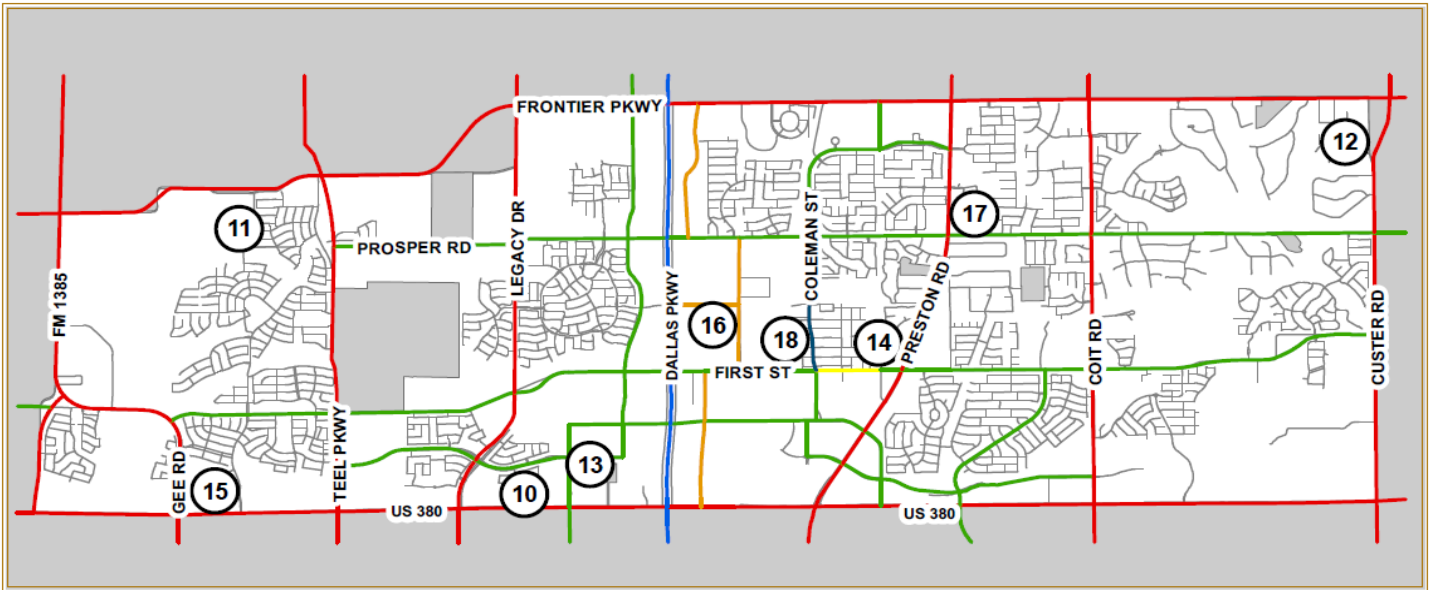 FRONTIER PKWY
12
17
11
PROSPER RD
LEGACY DR
COLEMAN ST
FM 1385
DALLAS PKWY
16
18
14
PRESTON RD
COIT RD
CUSTER RD
FIRST ST
TEEL PKWY
GEE RD
13
15
10
US 380
US 380